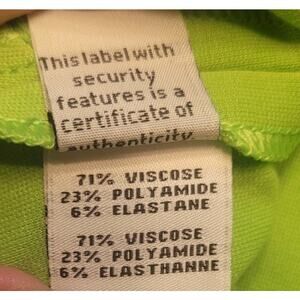 This label with
security
features is a
certificate of
authenticity
71% VISCOSE
23% POLYAMIDE
6% ELASTANE
71% VISCOSE
23% POLYAMIDE
6% ELASTHANNE